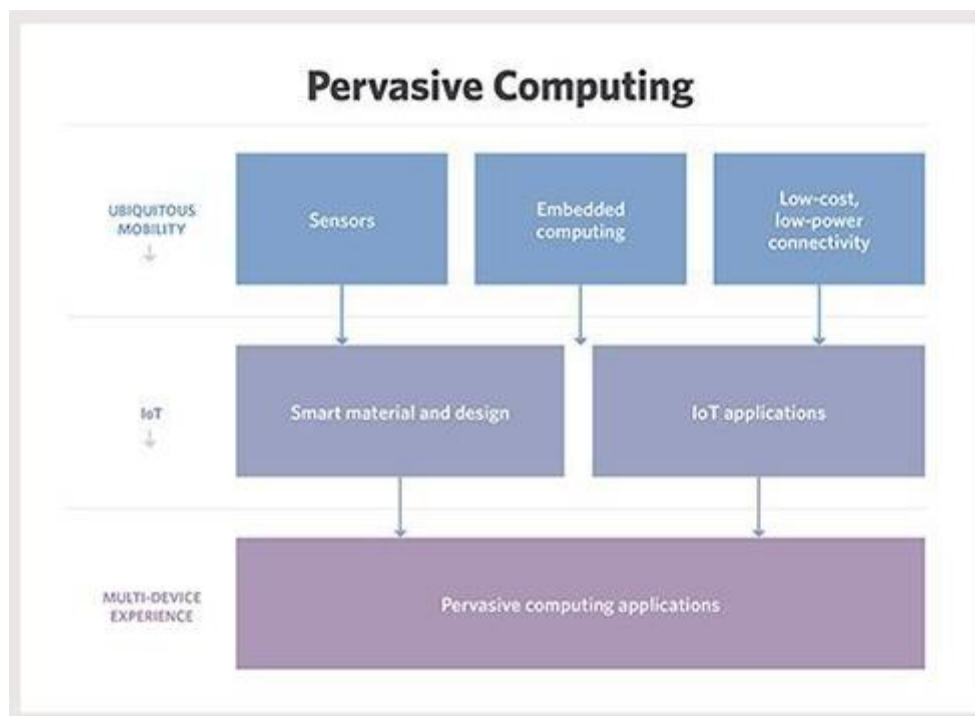 Pervasive Computing
UBIQUITOUS
MOBILITY
Sensors
Embedded
computing
Low-cost,
low-power
connectivity
IoT
Smart material and design
IoT applications
MULTI-DEVICE
EXPERIENCE
Pervasive computing applications